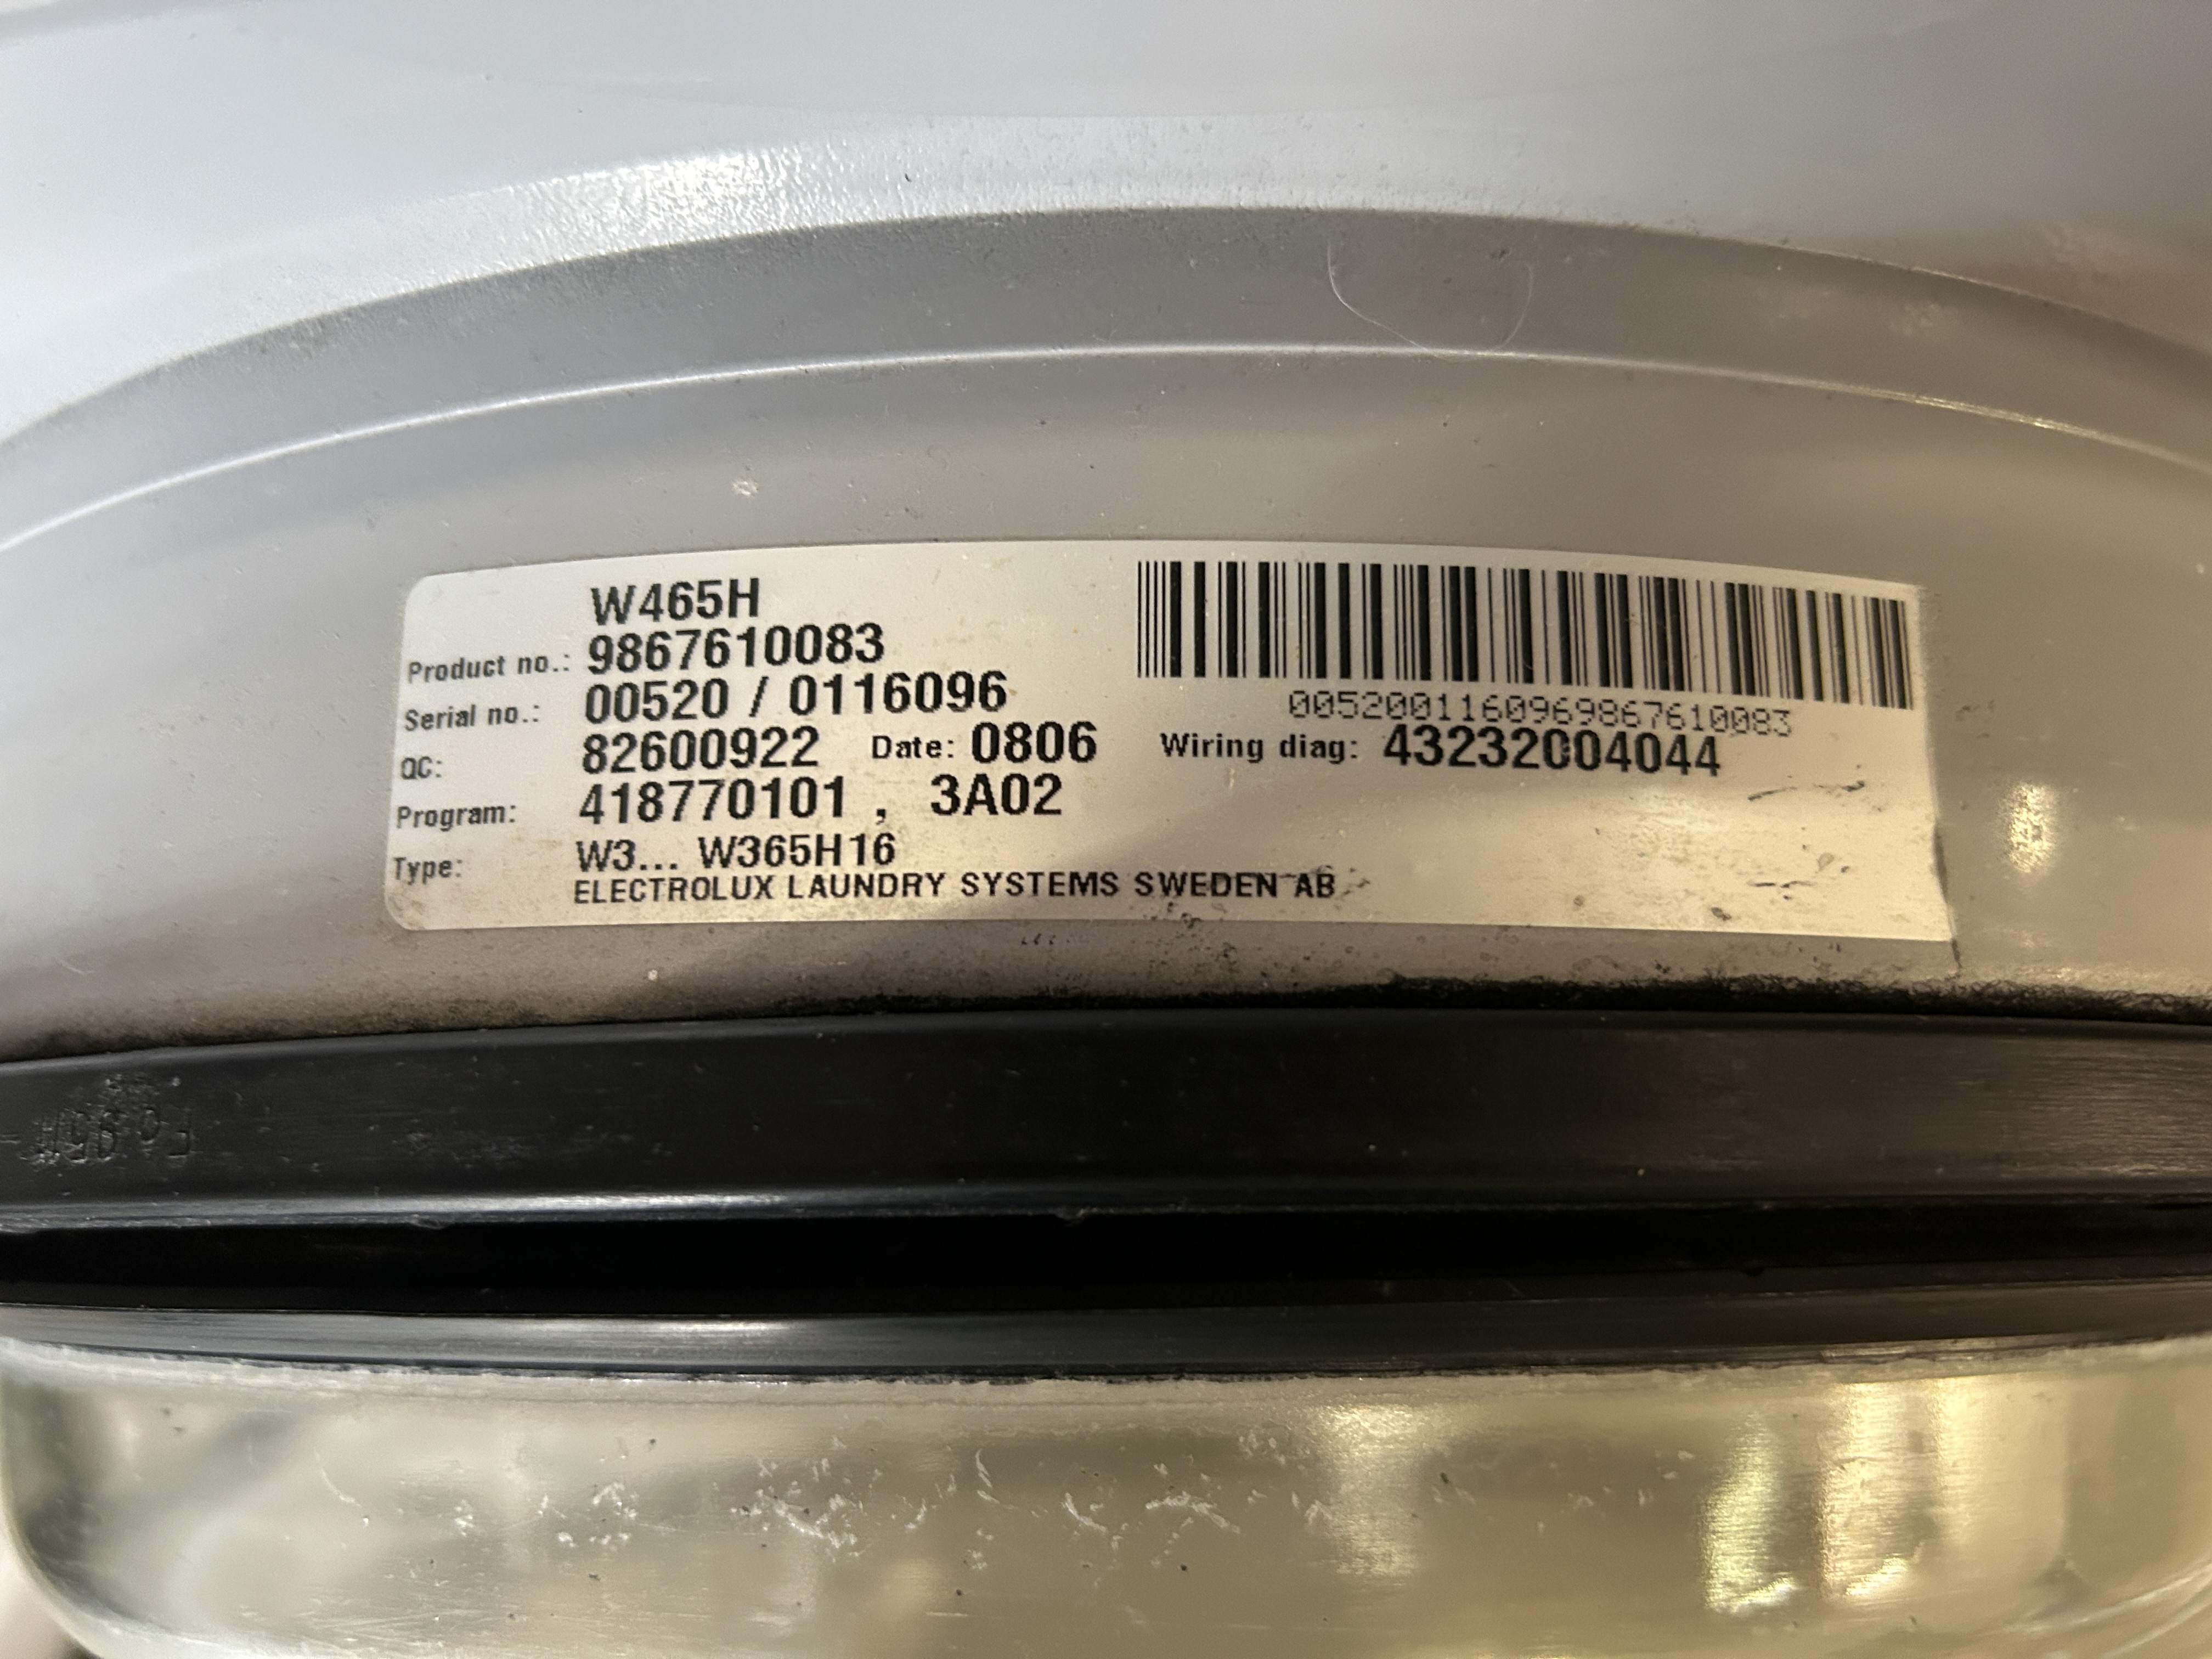 W465H
Product no.: 9867610083
Serial no.: 00520 / 0116096
QC: 82600922 Date: 0806 Wiring diag: 43232004044
Program: 418770101 , 3A02
Type: W3... W365H16
ELECTROLUX LAUNDRY SYSTEMS SWEDEN AB
0052001160969867610083